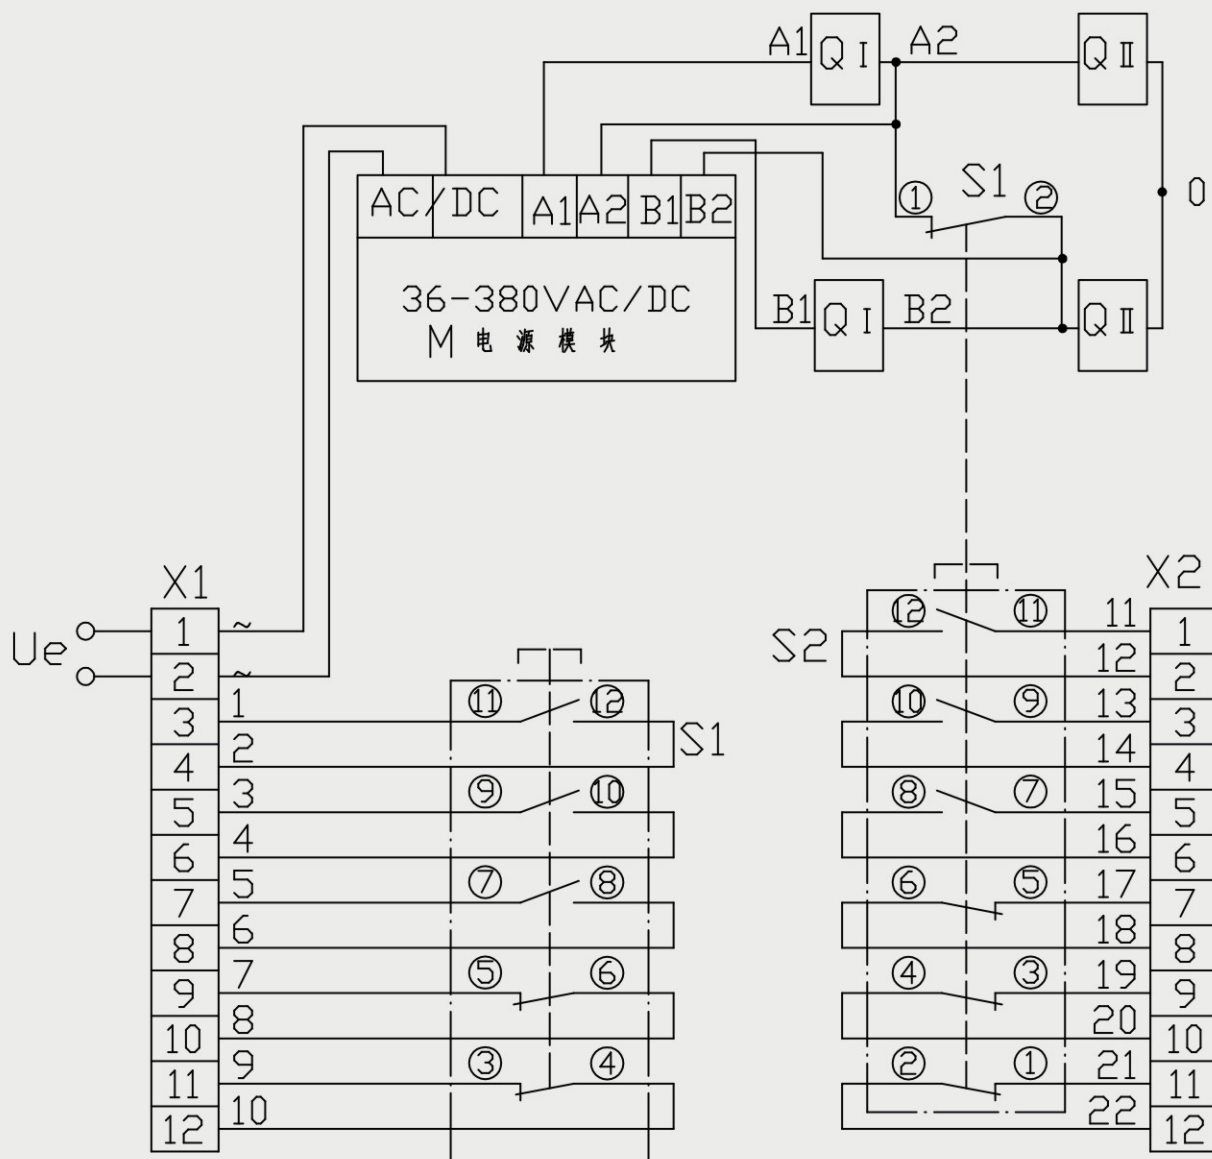 A1 Q Ⅰ A2 Q Ⅱ
AC/DC A1 A2 B1 B2
① S1 ② 0
36-380VAC/DC
M 电源模块
B1 Q Ⅰ B2 Q Ⅱ
X1
X2
Ue
1 ~
2 ~
3 1 ⑪ ⑫
4 2
S1
5 3 ⑨ ⑩
6 4
7 5 ⑦ ⑧
8 6
9 7 ⑤ ⑥
10 8
11 9 ③ ④
12 10
S2
⑫ ⑪ 11 1
12 2
⑩ ⑨ 13 3
14 4
⑧ ⑦ 15 5
16 6
⑥ ⑤ 17 7
18 8
④ ③ 19 9
20 10
② ① 21 11
22 12